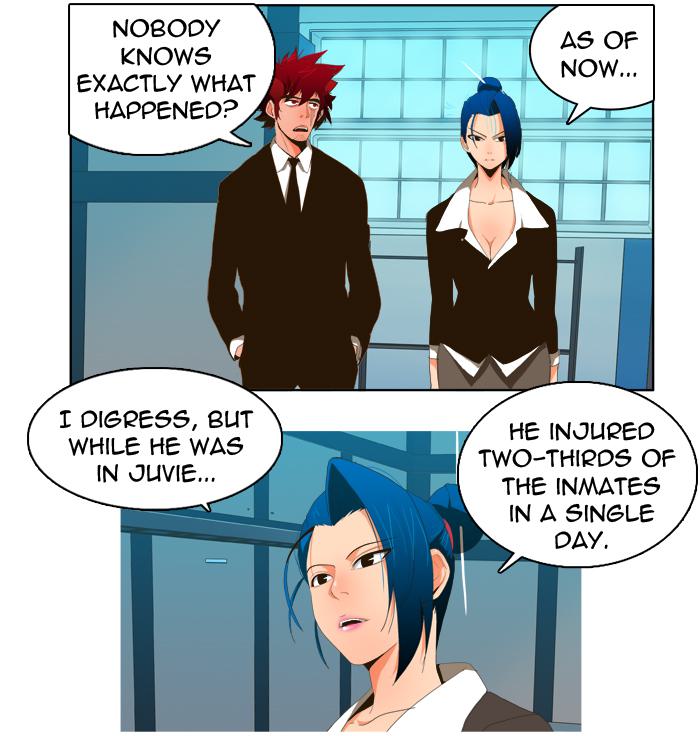 NOBODY
KNOWS
EXACTLY WHAT
HAPPENED?
AS OF
NOW...
I DIGRESS, BUT
WHILE HE WAS
IN JUVIE...
HE INJURED
TWO-THIRDS OF
THE INMATES
IN A SINGLE
DAY.